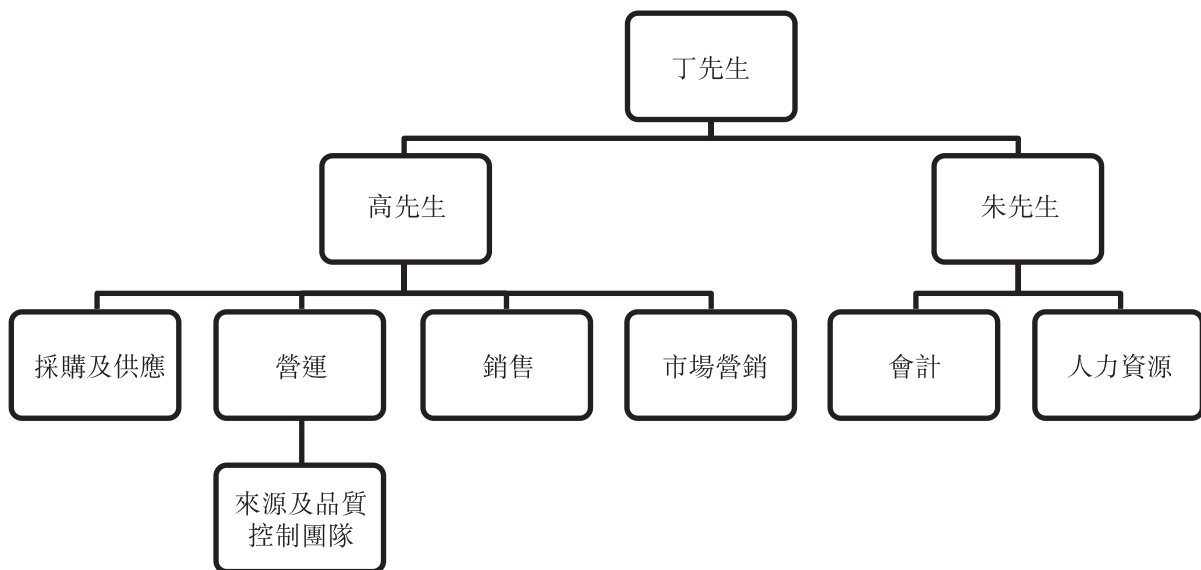 丁先生
高先生
朱先生
採購及供應
營運
銷售
市場營銷
會計
人力資源
來源及品質
控制團隊